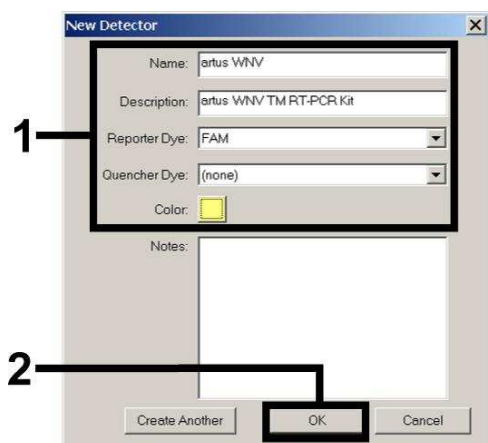 New Detector
Name: artus WNV
Description: artus WNV TM RT-PCR Kit
1
Reporter Dye: FAM
Quencher Dye: (none)
Color:
Notes:
2
Create Another OK Cancel